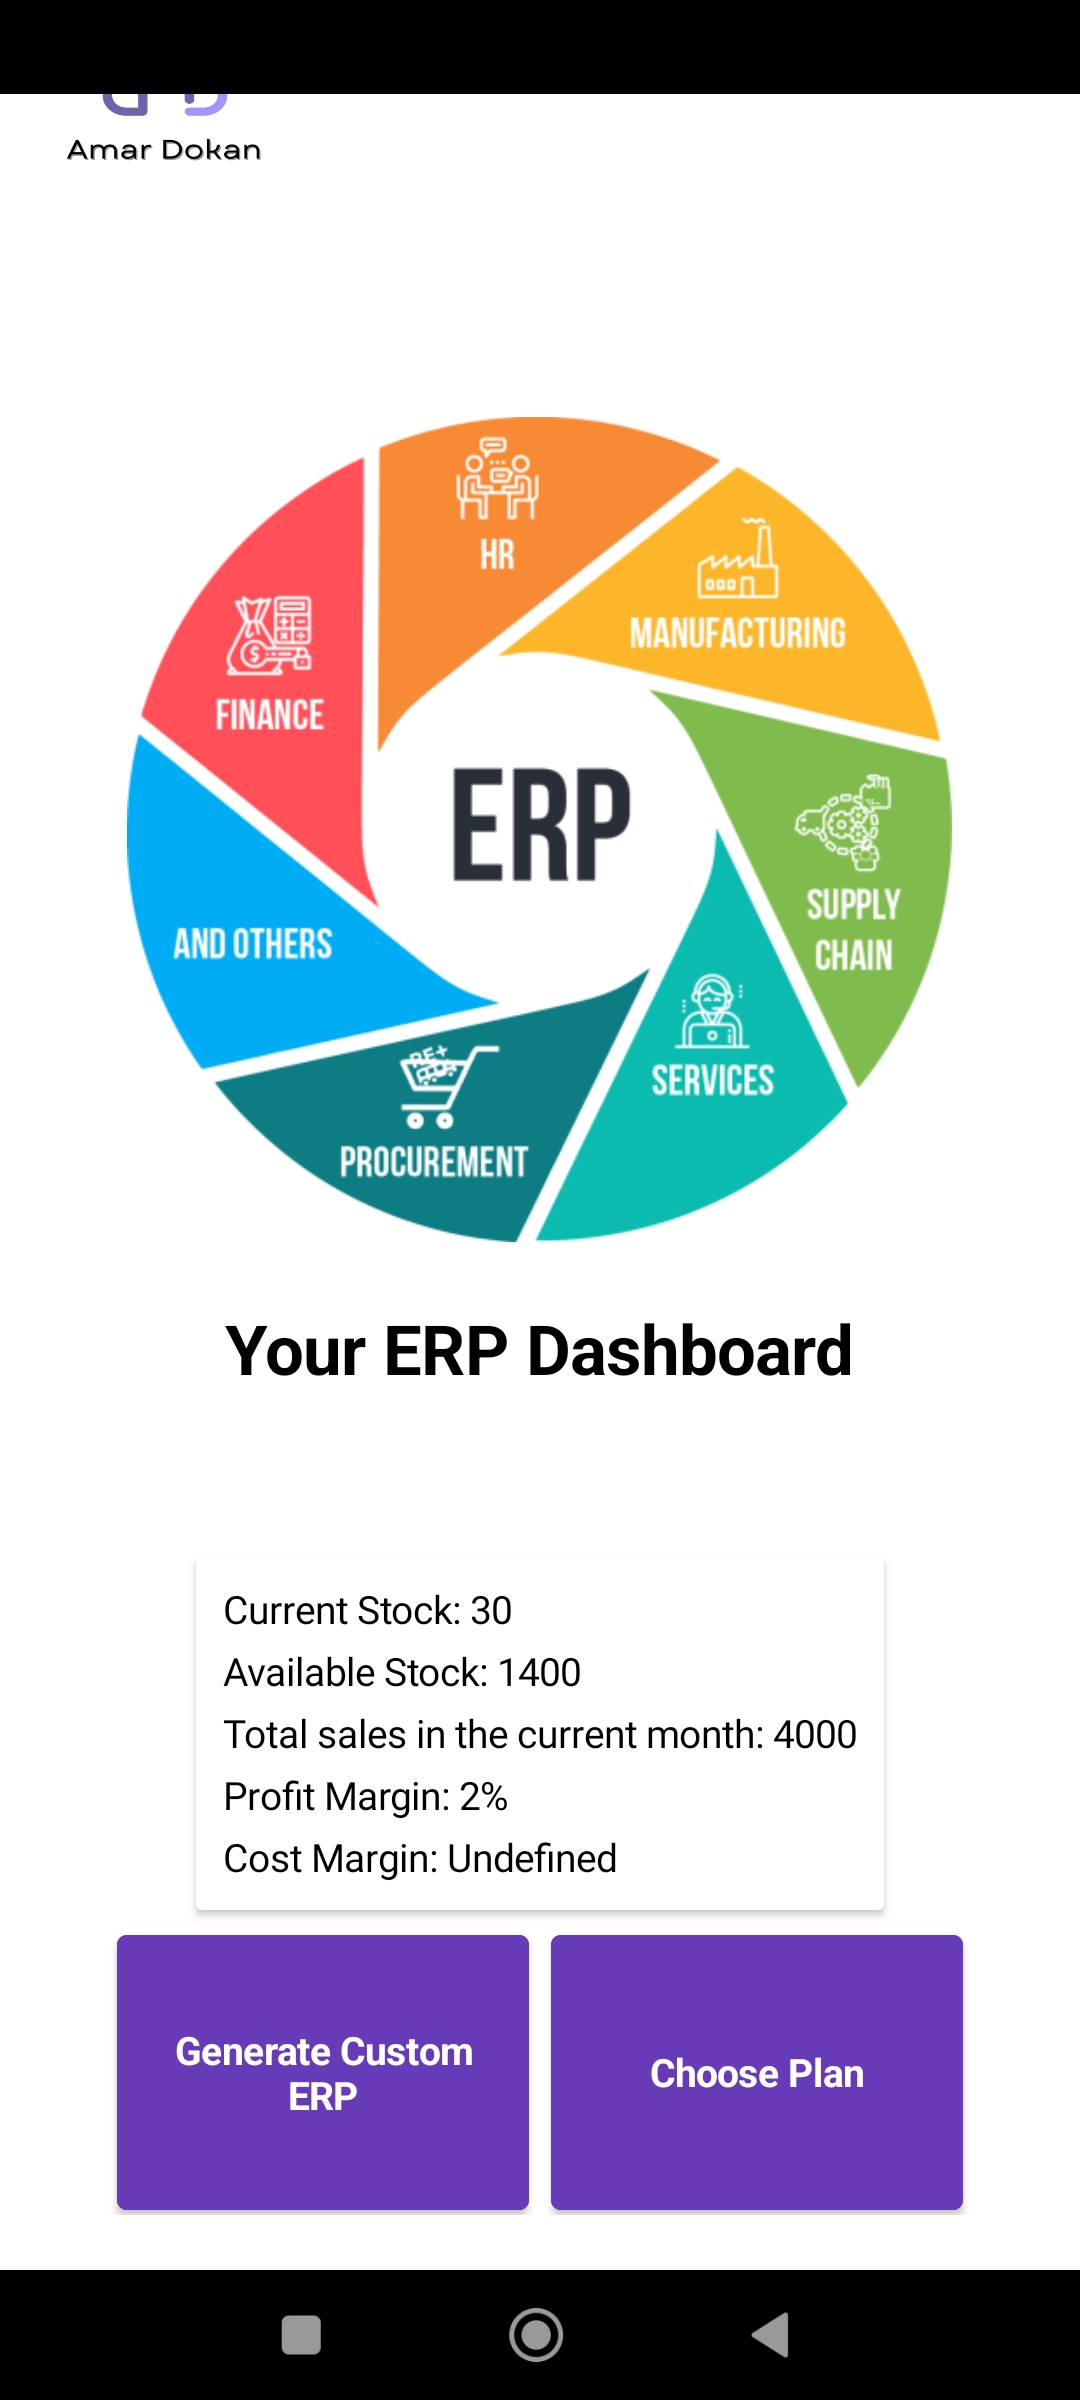 Amar Dokan
HR
MANUFACTURING
FINANCE
ERP
SUPPLY
CHAIN
AND OTHERS
SERVICES
PROCUREMENT
Your ERP Dashboard
Current Stock: 30
Available Stock: 1400
Total sales in the current month: 4000
Profit Margin: 2%
Cost Margin: Undefined
Generate Custom
ERP
Choose Plan